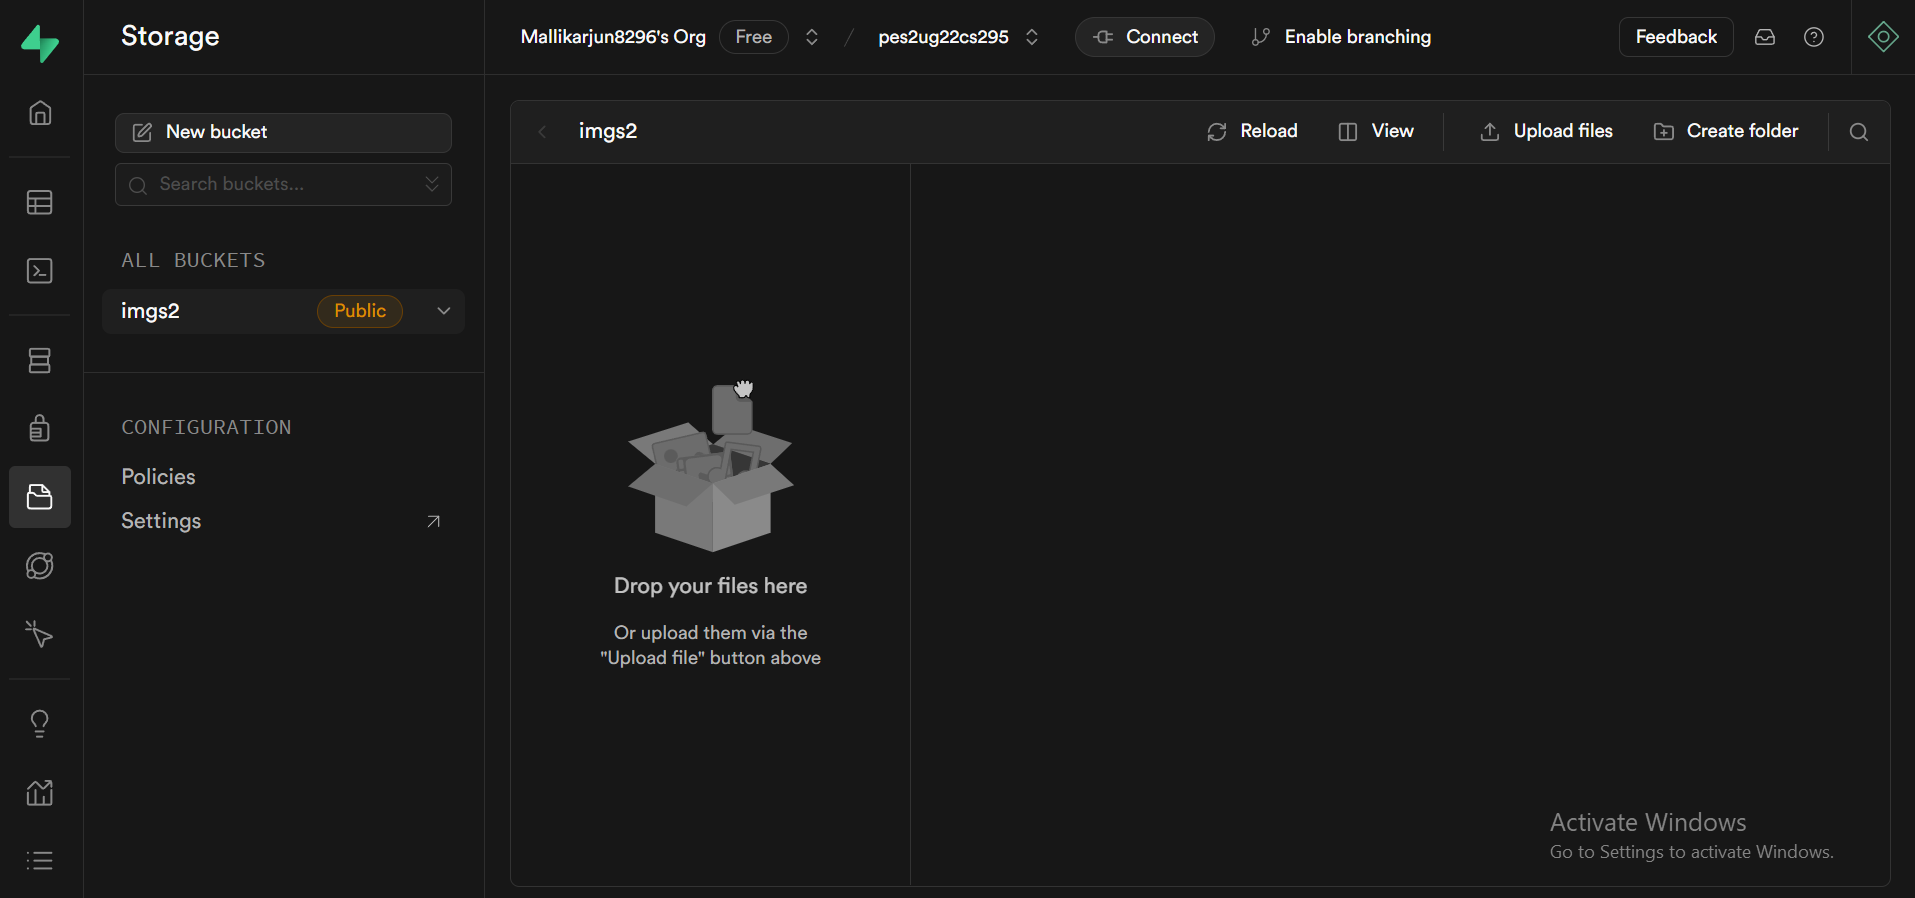 Storage
Mallikarjun8296's Org Free / pes2ug22cs295 Connect Enable branching Feedback
New bucket
Search buckets...
ALL BUCKETS
imgs2 Public
CONFIGURATION
Policies
Settings
imgs2 Reload View Upload files Create folder
Drop your files here
Or upload them via the
"Upload file" button above
Activate Windows
Go to Settings to activate Windows.